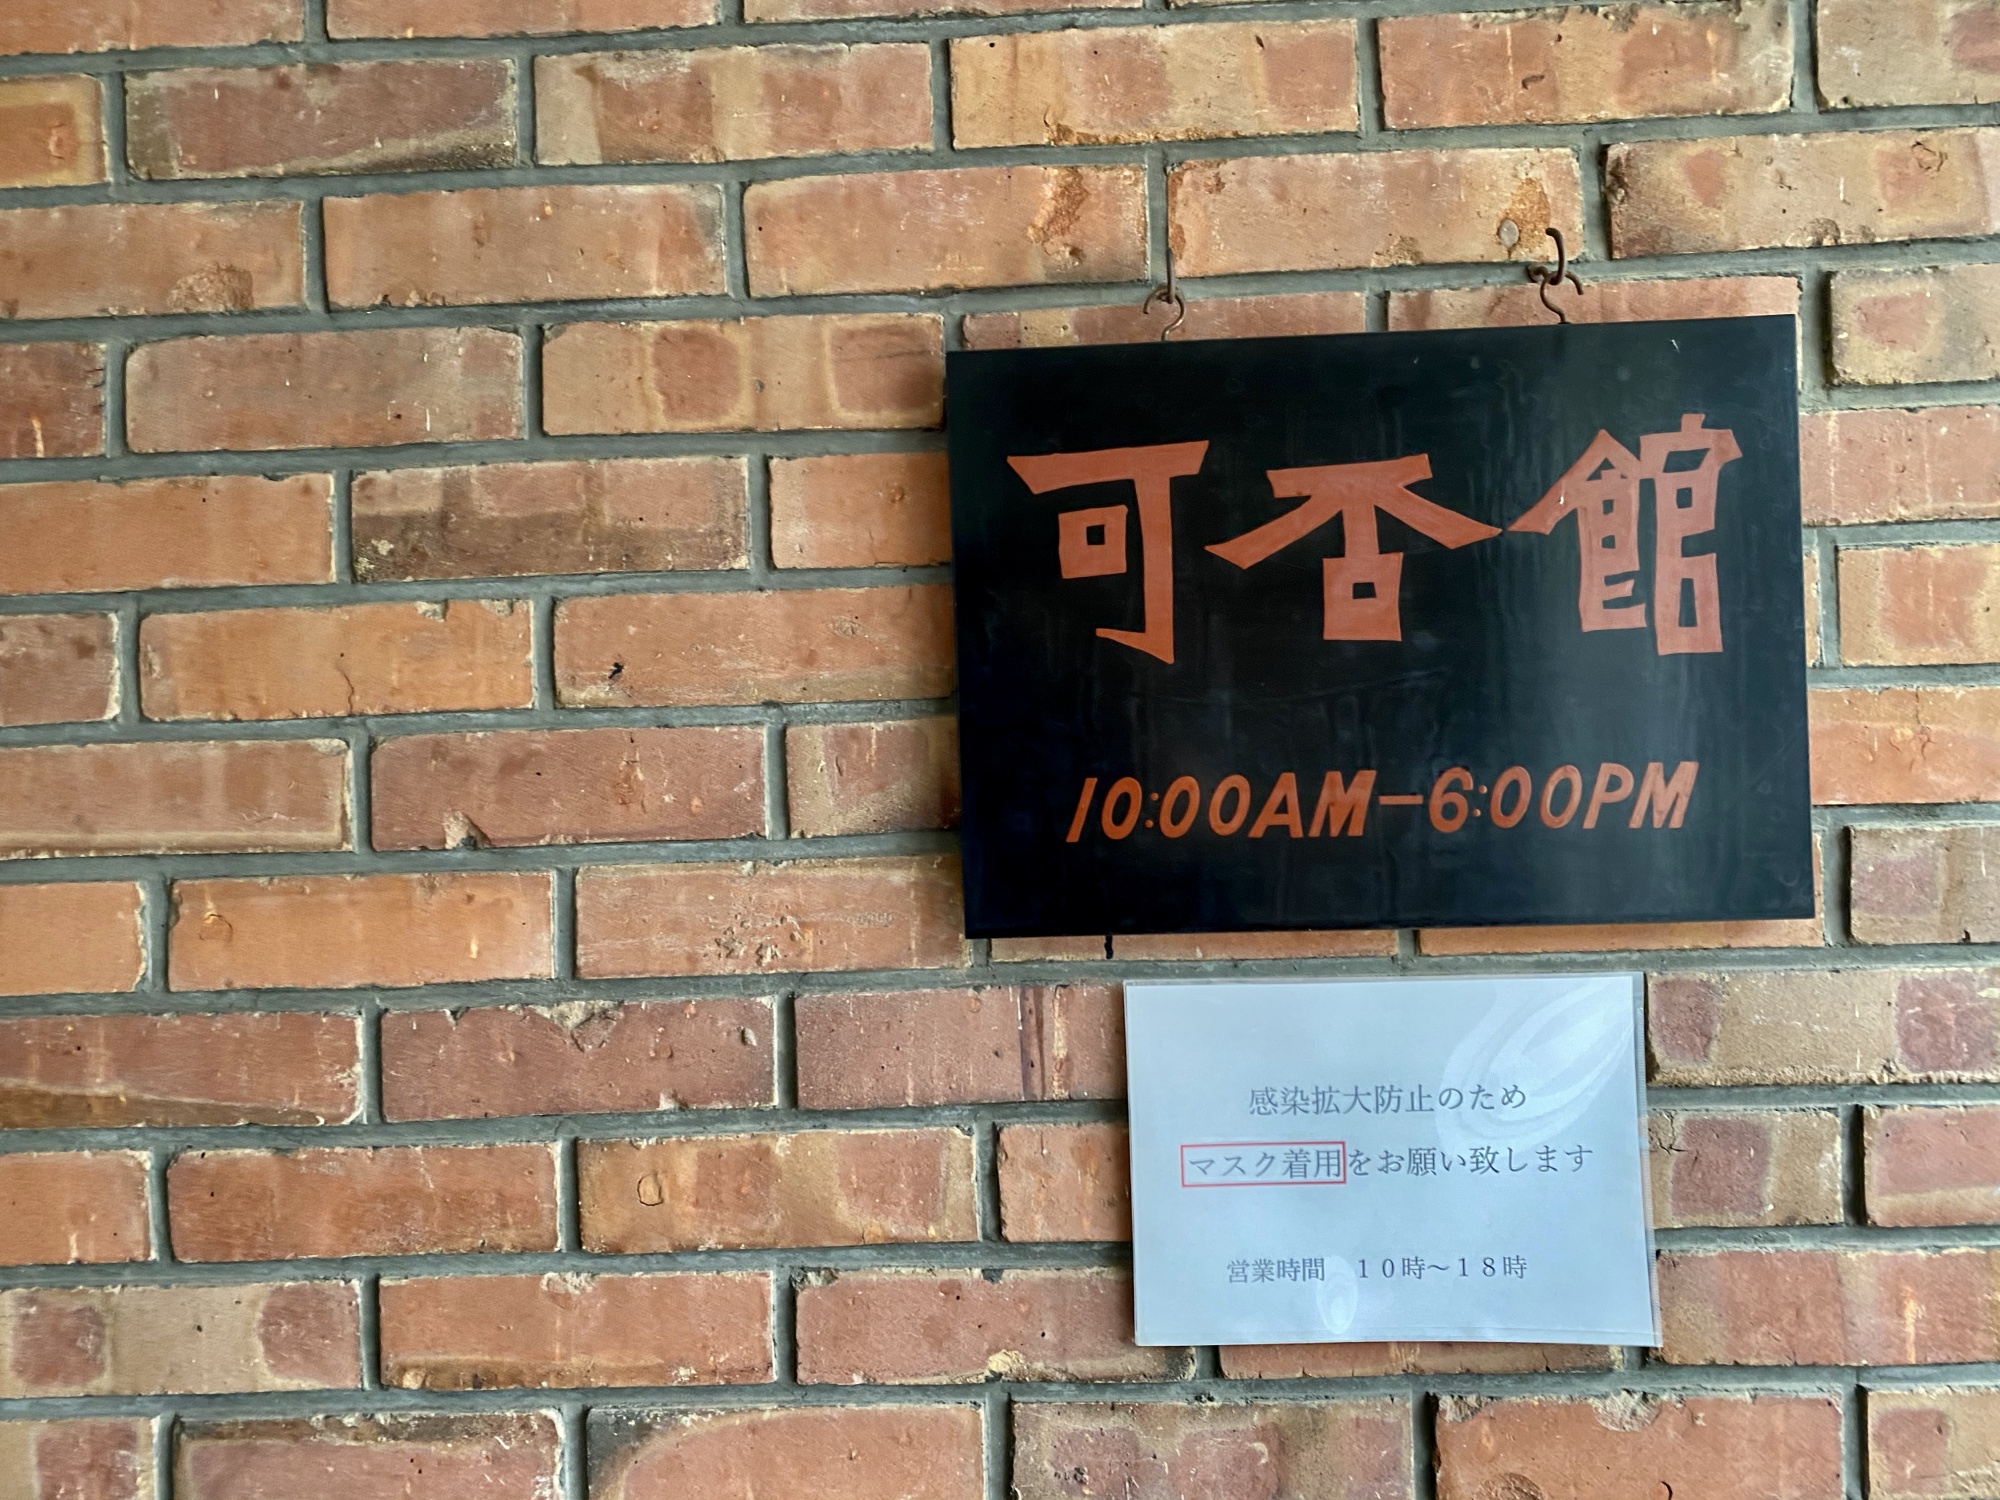 可否館
10:00AM-6:00PM
感染拡大防止のため
マスク着用をお願い致します
営業時間　１０時～１８時